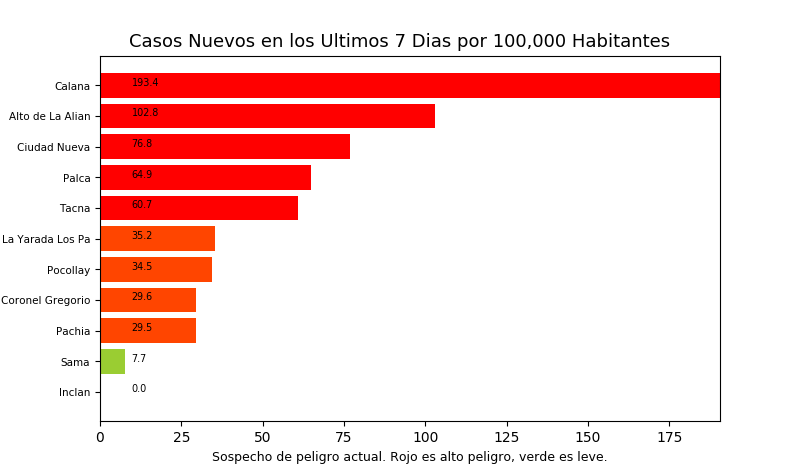 Casos Nuevos en los Ultimos 7 Dias por 100,000 Habitantes
Calana 193.4
Alto de La Alian 102.8
Ciudad Nueva 76.8
Palca 64.9
Tacna 60.7
La Yarada Los Pa 35.2
Pocollay 34.5
Coronel Gregorio 29.6
Pachia 29.5
Sama 7.7
Inclan 0.0
0 25 50 75 100 125 150 175
Sospecho de peligro actual. Rojo es alto peligro, verde es leve.